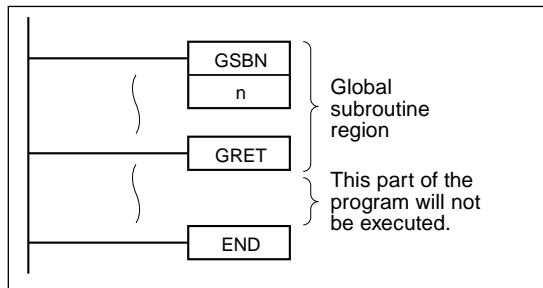 GSBN
n
Global
subroutine
region
GRET
This part of the
program will not
be executed.
END